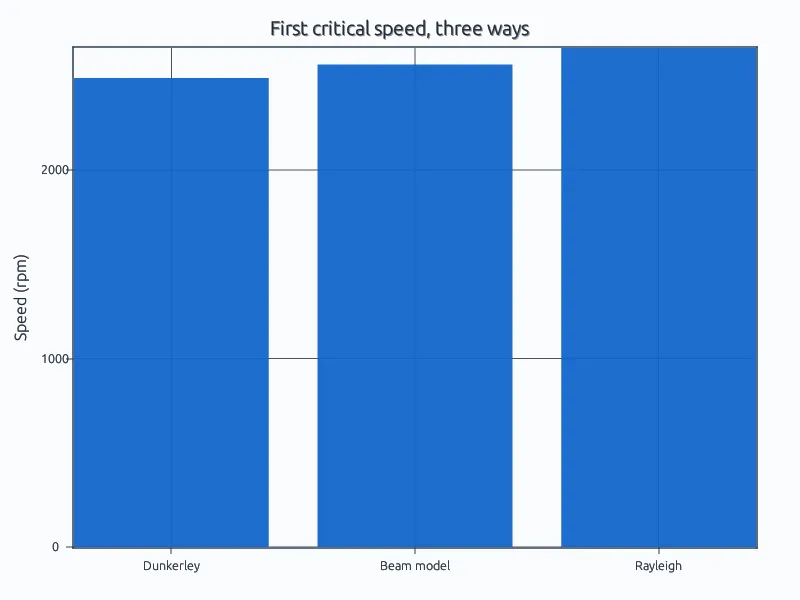 First critical speed, three ways
Speed (rpm)
2000
1000
0
Dunkerley
Beam model
Rayleigh